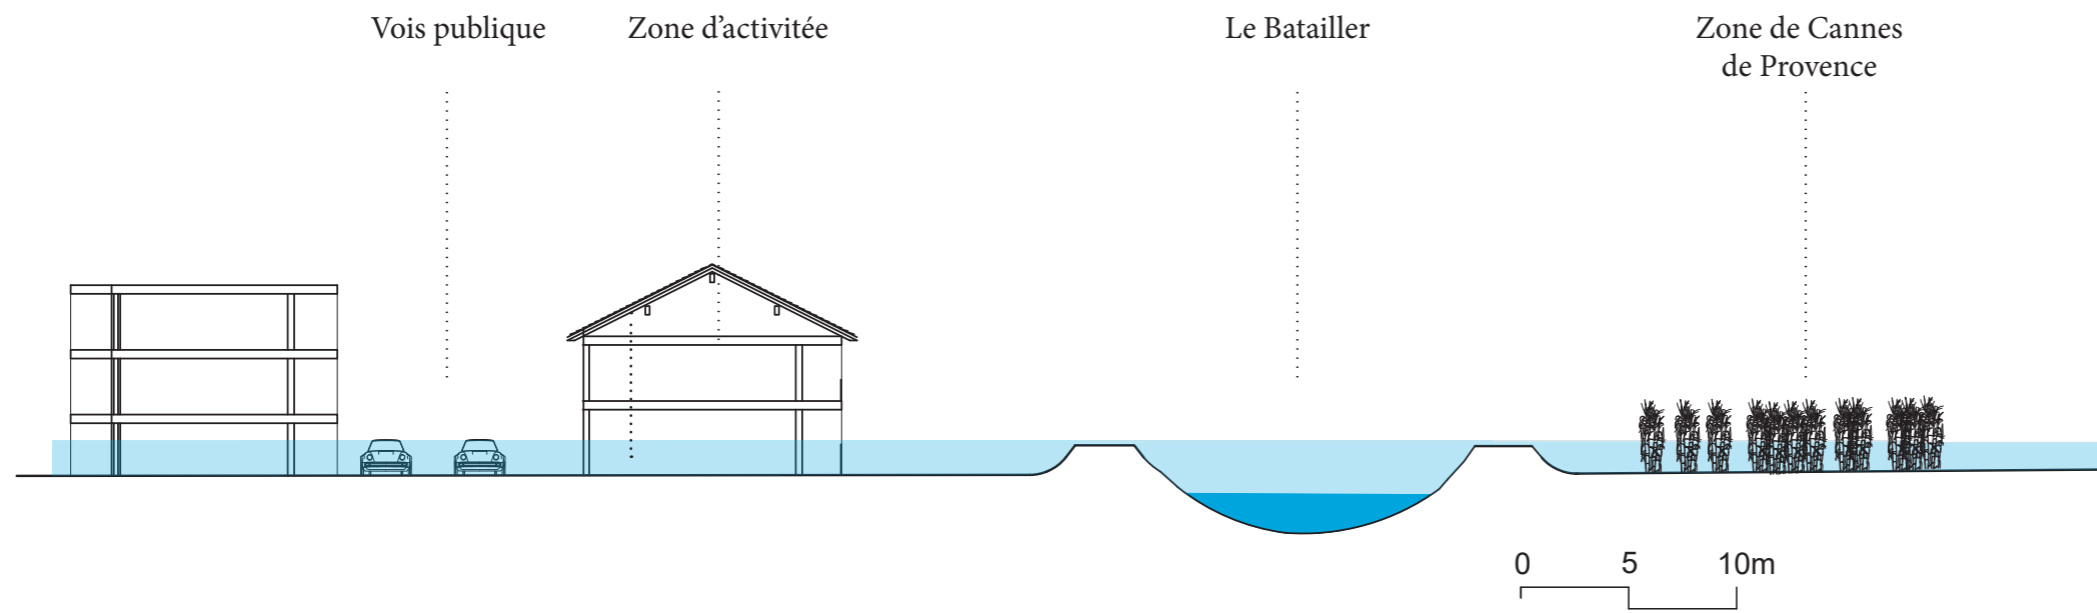 Vois publique
Zone d'activitée
Le Batailler
Zone de Cannes
de Provence
0 5 10m